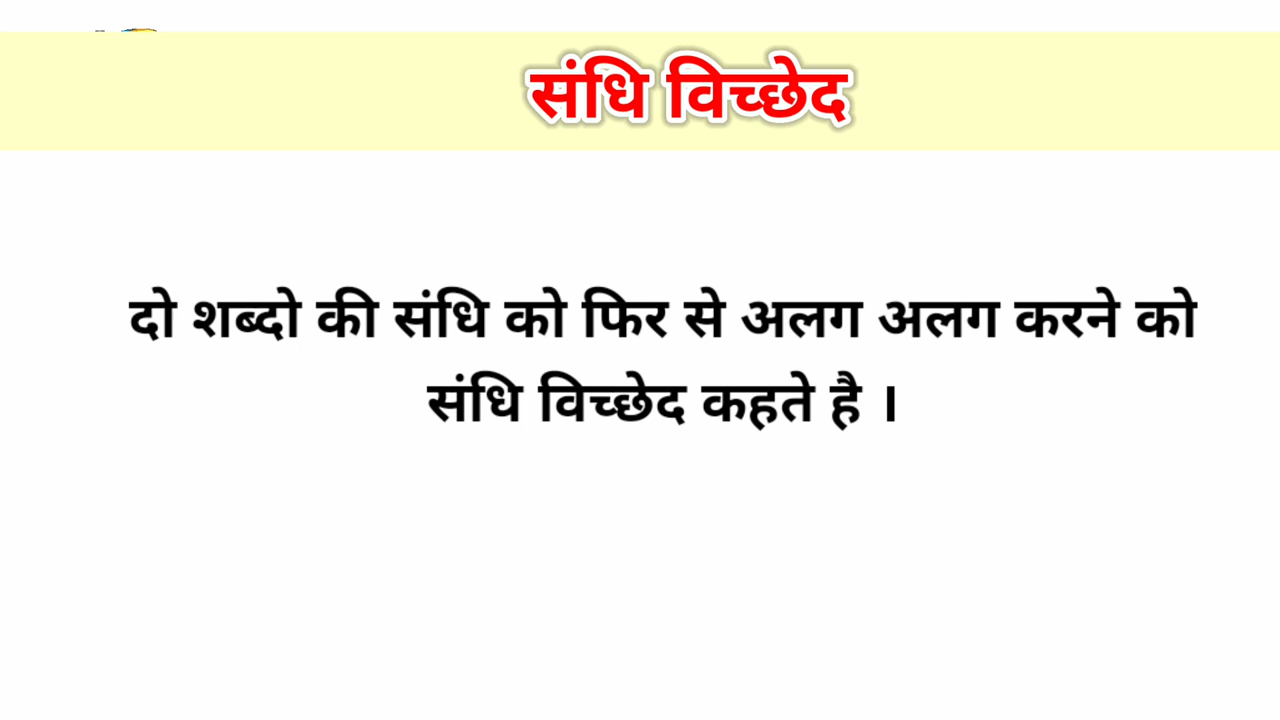 संधि विच्छेद
दो शब्दो की संधि को फिर से अलग अलग करने को
संधि विच्छेद कहते है ।